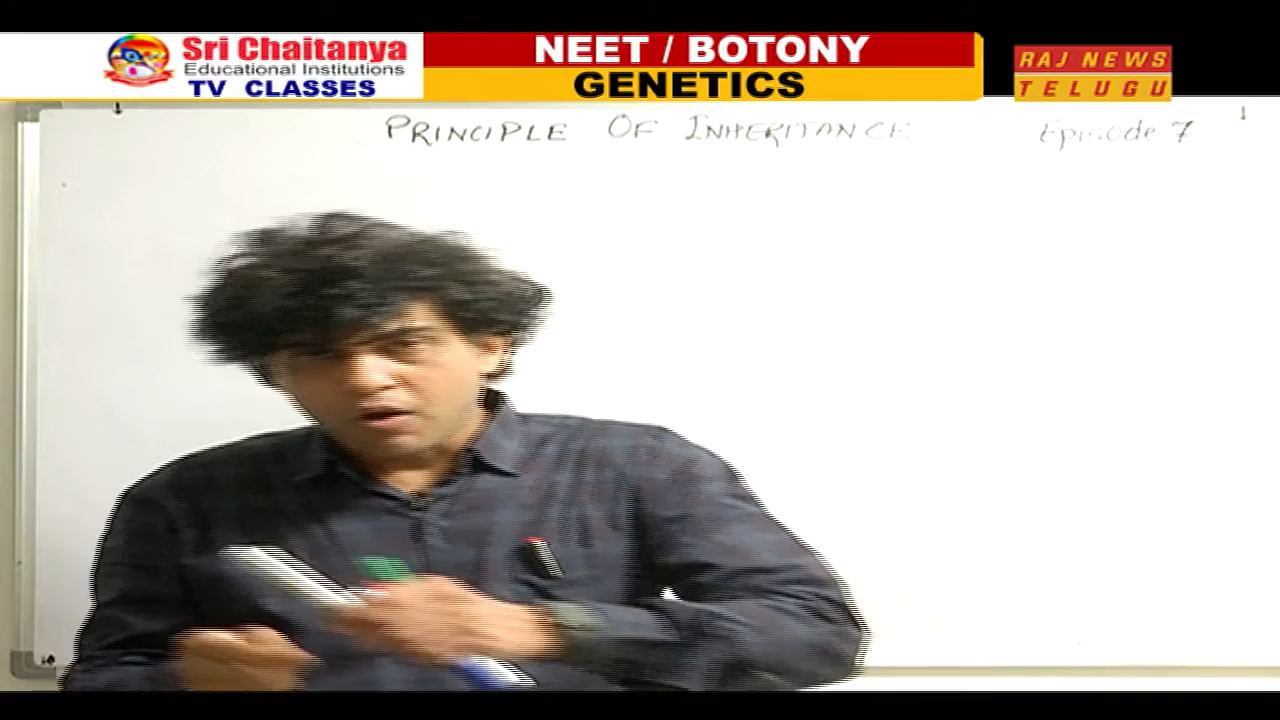 Sri Chaitanya
Educational Institutions
TV CLASSES
NEET / BOTONY
GENETICS
RAJ NEWS
TELUGU
PRINCIPLE OF INHERITANCE
Episode 7